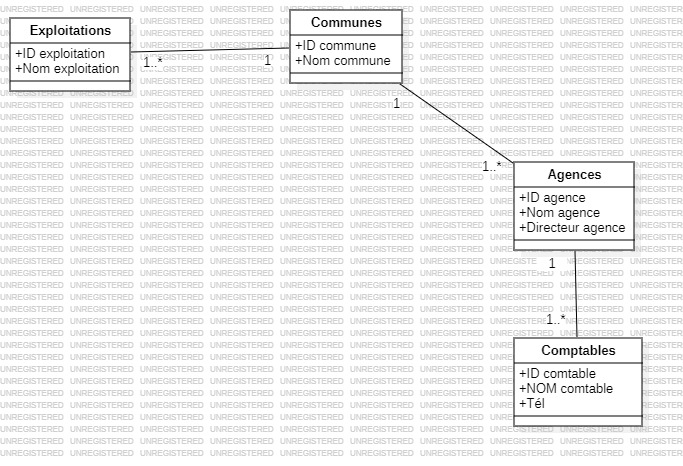 Exploitations
+ID exploitation
+Nom exploitation
1..*
1
Communes
+ID commune
+Nom commune
1
1..*
Agences
+ID agence
+Nom agence
+Directeur agence
1
1..*
Comptables
+ID comtable
+NOM comtable
+Tél
UNREGISTERED